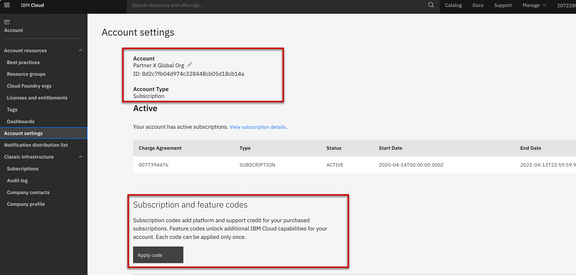 IBM Cloud
Search resources and offerings...
Catalog
Docs
Support
Manage
Account
Account resources
Best practices
Resource groups
Cloud Foundry orgs
Licenses and entitlements
Tags
Dashboards
Account settings
Notification distribution list
Classic infrastructure
Subscriptions
Audit log
Company contacts
Company profile
Account settings
Account
Partner X Global Org
ID: 8d2c7fb04d974c328448cb05d18cb14a
Account Type
Subscription
Active
Your account has active subscriptions. View subscription details.
Charge Agreement Type Status Start Date End Date
0077394476 SUBSCRIPTION ACTIVE 2020-04-14T00:00:00.000Z 2021-04-13T23:59:59.9
Subscription and feature codes
Subscription codes add platform and support credit for your purchased
subscriptions. Feature codes unlock additional IBM Cloud capabilities for your
account. Each code can be applied only once.
Apply code